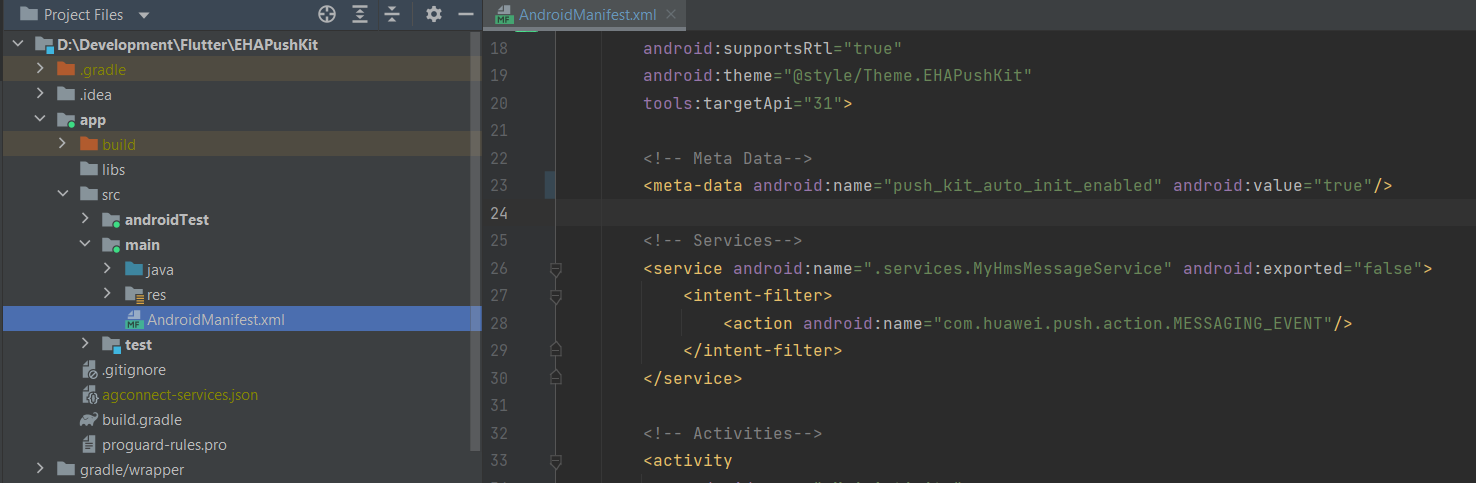 Project Files
D:\Development\Flutter\EHAPushKit
.gradle
.idea
app
build
libs
src
androidTest
main
java
res
AndroidManifest.xml
test
.gitignore
agconnect-services.json
build.gradle
proguard-rules.pro
gradle/wrapper
AndroidManifest.xml
18 android:supportsRtl="true"
19 android:theme="@style/Theme.EHAPushKit"
20 tools:targetApi="31">
21
22 <!-- Meta Data-->
23 <meta-data android:name="push_kit_auto_init_enabled" android:value="true"/>
24
25 <!-- Services-->
26 <service android:name=".services.MyHmsMessageService" android:exported="false">
27 <intent-filter>
28 <action android:name="com.huawei.push.action.MESSAGING_EVENT"/>
29 </intent-filter>
30 </service>
31
32 <!-- Activities-->
33 <activity